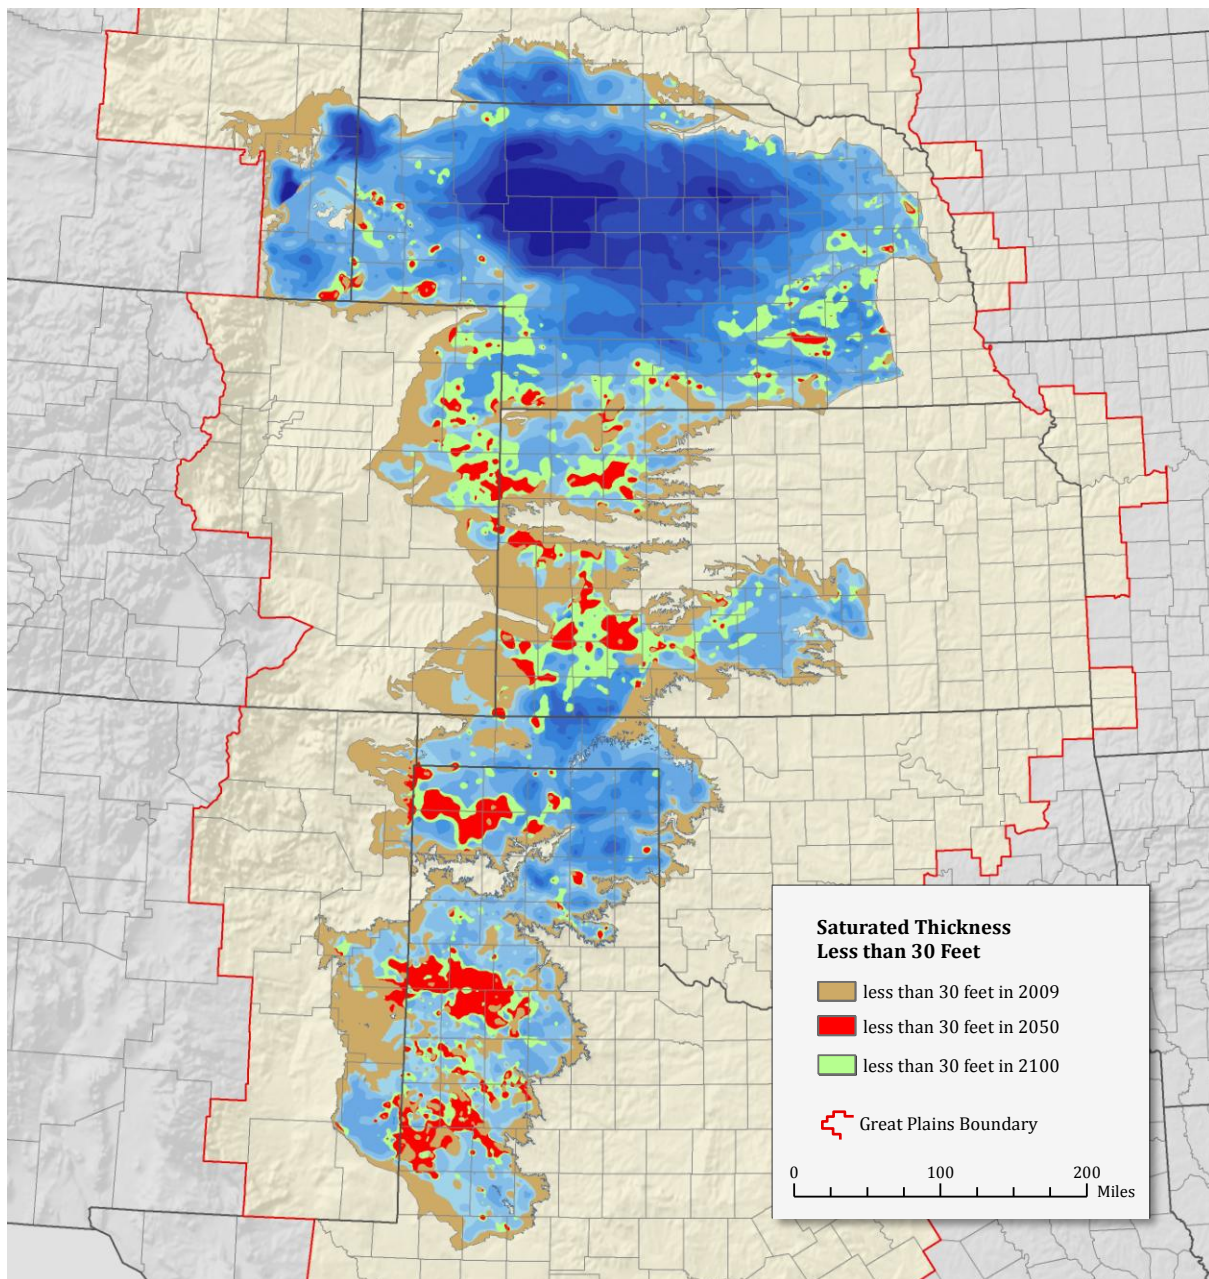 Saturated Thickness
Less than 30 Feet
less than 30 feet in 2009
less than 30 feet in 2050
less than 30 feet in 2100
Great Plains Boundary
0 100 200
Miles